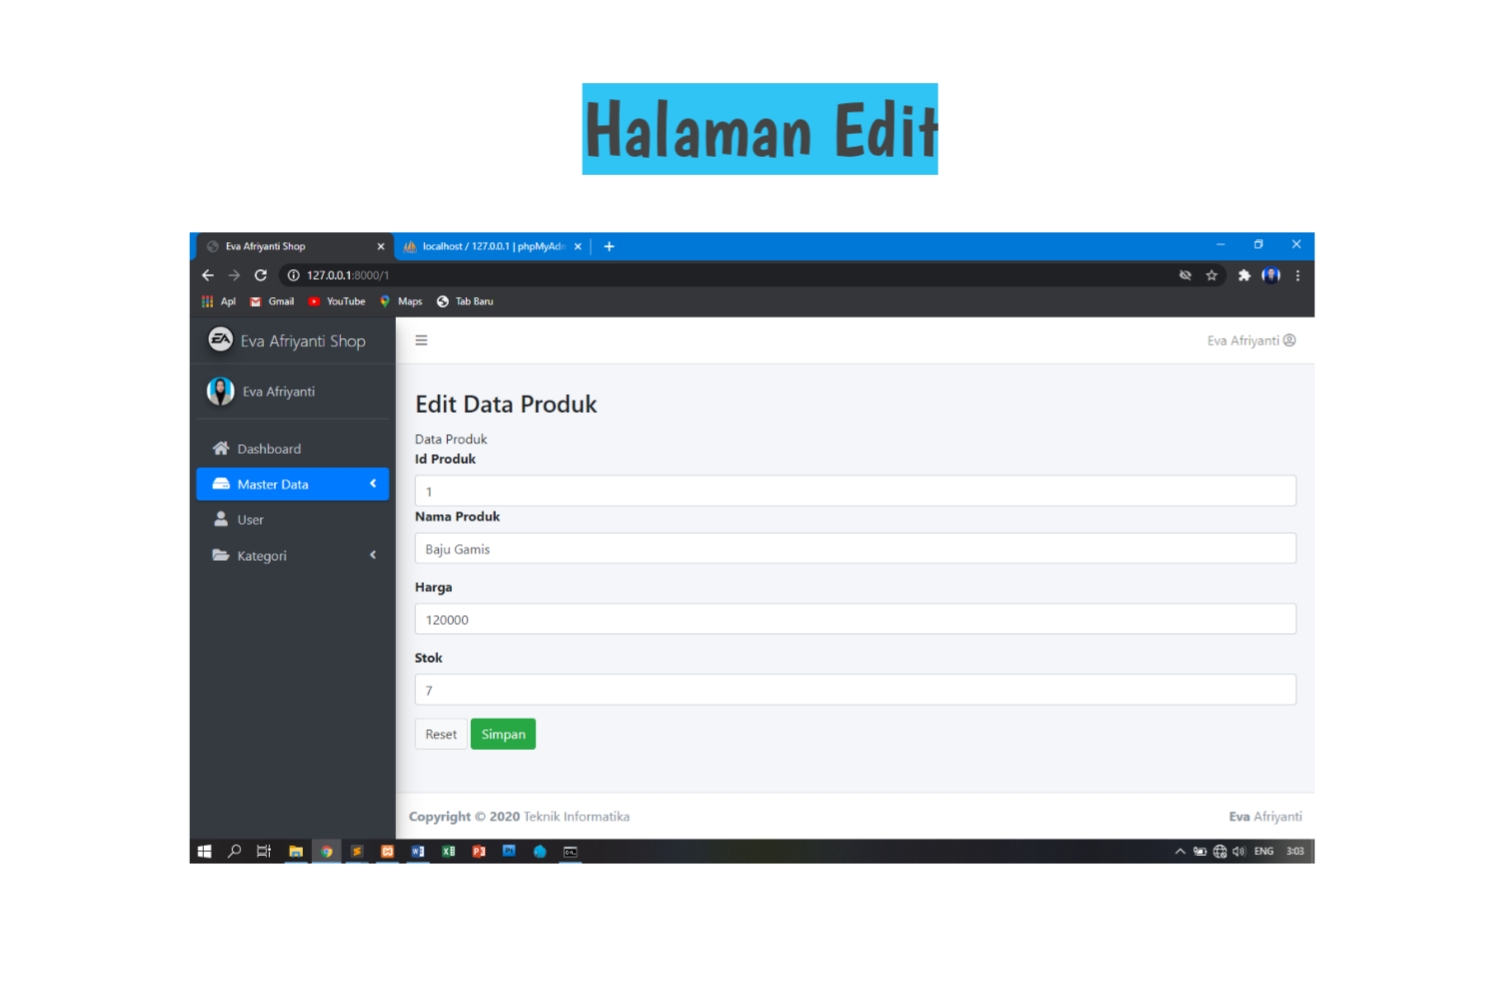 Halaman Edit
Eva Afriyanti Shop
localhost / 127.0.0.1 | phpMyAdm
127.0.0.1:8000/1
Apl Gmail YouTube Maps Tab Baru
Eva Afriyanti Shop
Eva Afriyanti
Eva Afriyanti
Dashboard
Master Data
User
Kategori
Edit Data Produk
Data Produk
Id Produk
1
Nama Produk
Baju Gamis
Harga
120000
Stok
7
Reset Simpan
Copyright © 2020 Teknik Informatika
Eva Afriyanti
ENG 3:03